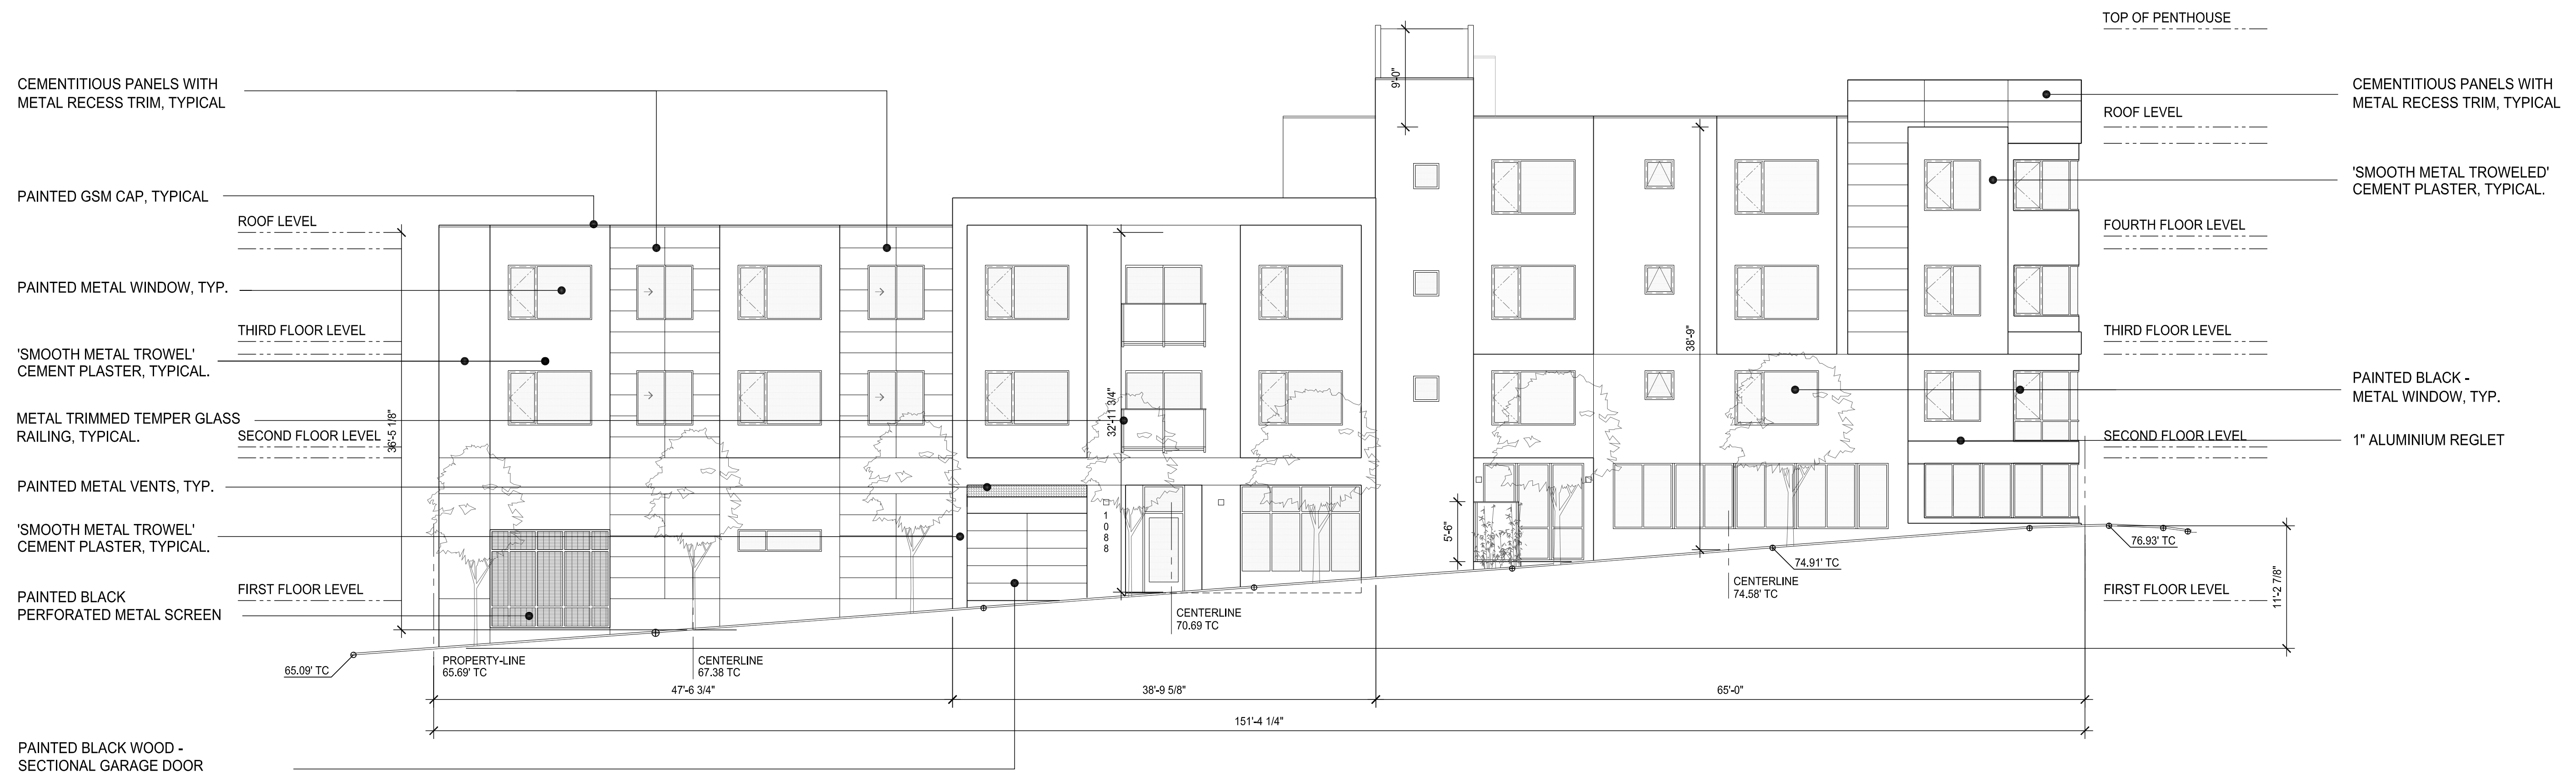 CEMENTITIOUS PANELS WITH
METAL RECESS TRIM, TYPICAL
PAINTED GSM CAP, TYPICAL
ROOF LEVEL
PAINTED METAL WINDOW, TYP.
THIRD FLOOR LEVEL
'SMOOTH METAL TROWEL'
CEMENT PLASTER, TYPICAL.
METAL TRIMMED TEMPER GLASS
RAILING, TYPICAL.
SECOND FLOOR LEVEL
36'-5 1/8"
PAINTED METAL VENTS, TYP.
'SMOOTH METAL TROWEL'
CEMENT PLASTER, TYPICAL.
PAINTED BLACK
PERFORATED METAL SCREEN
FIRST FLOOR LEVEL
65.09' TC
PAINTED BLACK WOOD -
SECTIONAL GARAGE DOOR
PROPERTY-LINE
65.69' TC
CENTERLINE
67.38 TC
47'-6 3/4"
32'-11 3/4"
1088
CENTERLINE
70.69 TC
38'-9 5/8"
151'-4 1/4"
9'-0"
5'-6"
38'-9"
CENTERLINE
74.58' TC
74.91' TC
65'-0"
76.93' TC
11'-2 7/8"
TOP OF PENTHOUSE
ROOF LEVEL
FOURTH FLOOR LEVEL
THIRD FLOOR LEVEL
SECOND FLOOR LEVEL
FIRST FLOOR LEVEL
CEMENTITIOUS PANELS WITH
METAL RECESS TRIM, TYPICAL
'SMOOTH METAL TROWELED'
CEMENT PLASTER, TYPICAL.
PAINTED BLACK -
METAL WINDOW, TYP.
1" ALUMINIUM REGLET